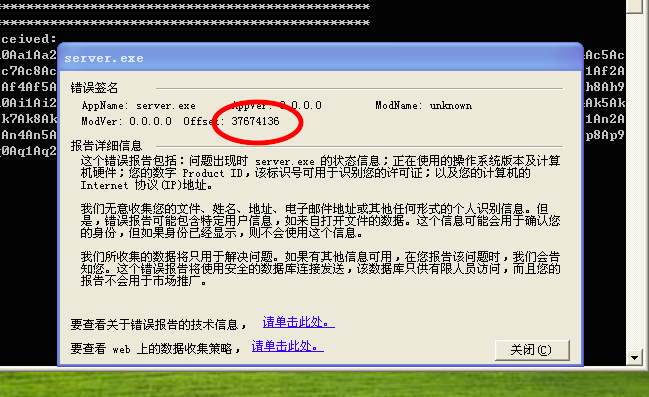 ************************************************
************************************************
ceived:
server.exe
错误签名
AppName: server.exe AppVer: 0.0.0.0 ModName: unknown
ModVer: 0.0.0.0 Offset: 37674136
报告详细信息
这个错误报告包括：问题出现时 server.exe 的状态信息；正在使用的操作系统版本及计算
机硬件；您的数字 Product ID，该标识号可用于识别您的许可证；以及您的计算机的
Internet 协议(IP)地址。
我们无意收集您的文件、姓名、地址、电子邮件地址或其他任何形式的个人识别信息。但
是，错误报告可能包含特定用户信息，如来自打开文件的数据。这个信息可能会用于确认您
的身份，但如果身份已经显示，则不会使用这个信息。
我们所收集的数据将只用于解决问题。如果有其他信息可用，在您报告该问题时，我们会告
知您。这个错误报告将使用安全的数据库连接发送，该数据库只供有限人员访问，而且您的
报告不会用于市场推广。
要查看关于错误报告的技术信息， 请单击此处。
要查看 web 上的数据收集策略， 请单击此处。
关闭(C)
0Aa1Aa2
Ac5Ac
c7Ac8Ac
1Af2A
Af4Af5A
h8Ah9
0Ai1Ai2
Ak5Ak
k7Ak8Ak
1An2A
An4An5A
p8Ap9
0Aq1Aq2